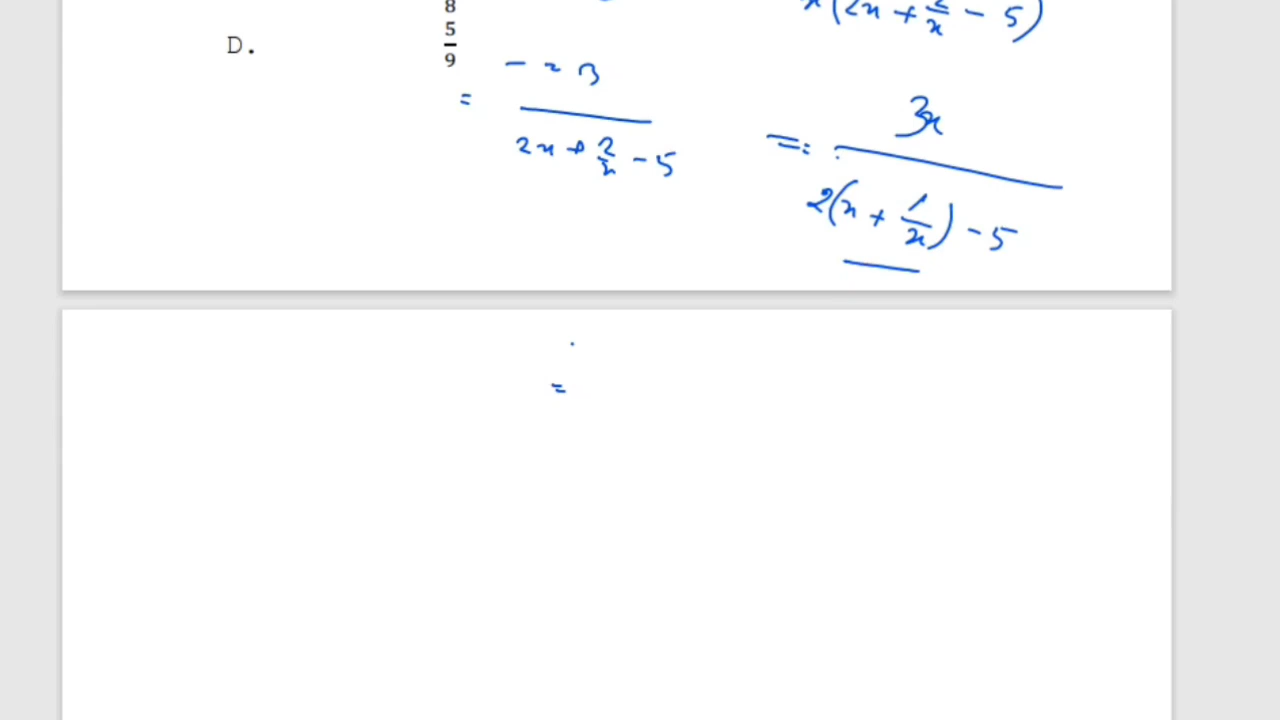 8
x(2x + 2/x - 5)
D. 5/9
= 3 / (2x + 2/x - 5)
= 3x / (2(x + 1/x) - 5)
=